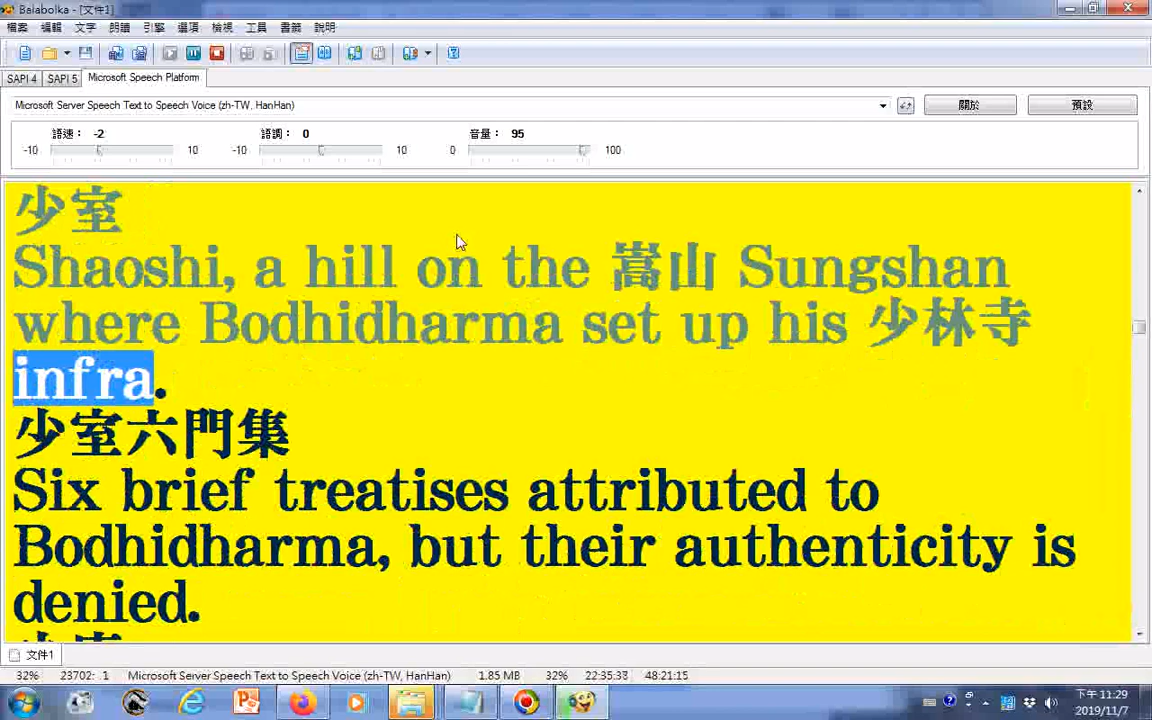 Balabolka - [文件1]
檔案 編輯 文字 朗讀 引擎 選項 檢視 工具 書籤 說明
SAPI 4 SAPI 5 Microsoft Speech Platform
Microsoft Server Speech Text to Speech Voice (zh-TW, HanHan) 關於 預設
語速： -2 語調： 0 音量： 95
-10 10 -10 10 0 100
少室
Shaoshi, a hill on the 嵩山 Sungshan
where Bodhidharma set up his 少林寺
infra.
少室六門集
Six brief treatises attributed to
Bodhidharma, but their authenticity is
denied.
文件1
32% 23702: .1 Microsoft Server Speech Text to Speech Voice (zh-TW, HanHan) 1.85 MB 32% 22:35:33 48:21:15
下午 11:29
2019/11/7